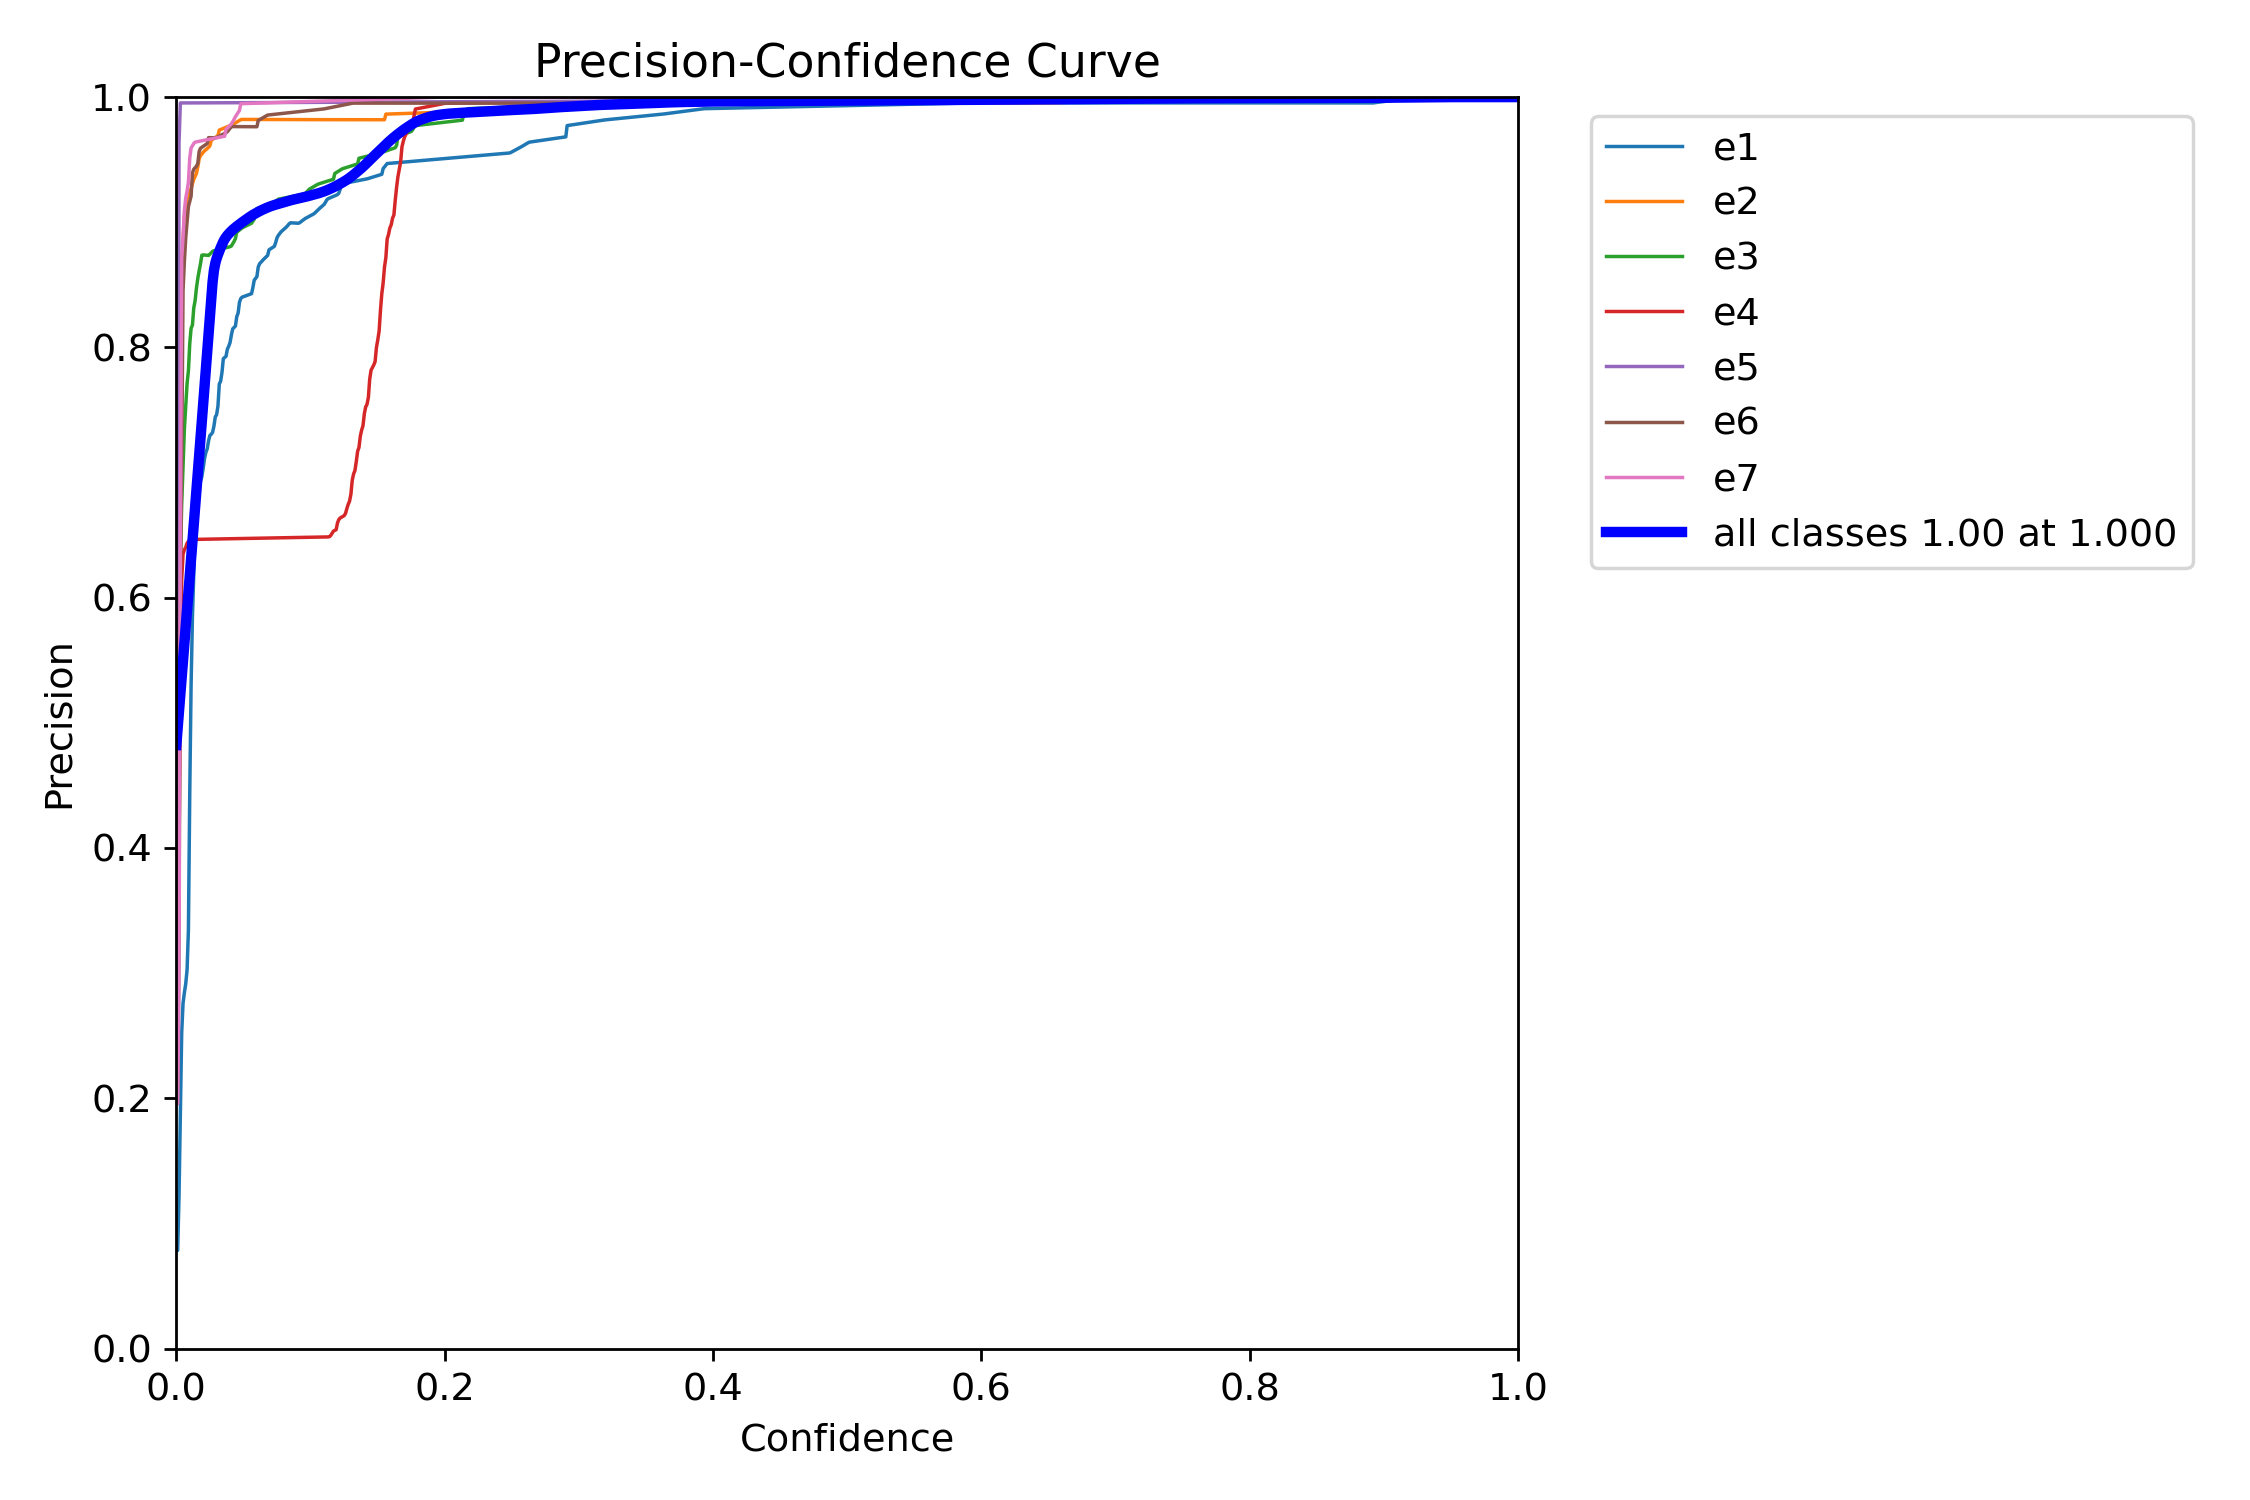 Precision-Confidence Curve
1.0
0.8
0.6
0.4
0.2
0.0
Precision
0.0 0.2 0.4 0.6 0.8 1.0
Confidence
e1
e2
e3
e4
e5
e6
e7
all classes 1.00 at 1.000